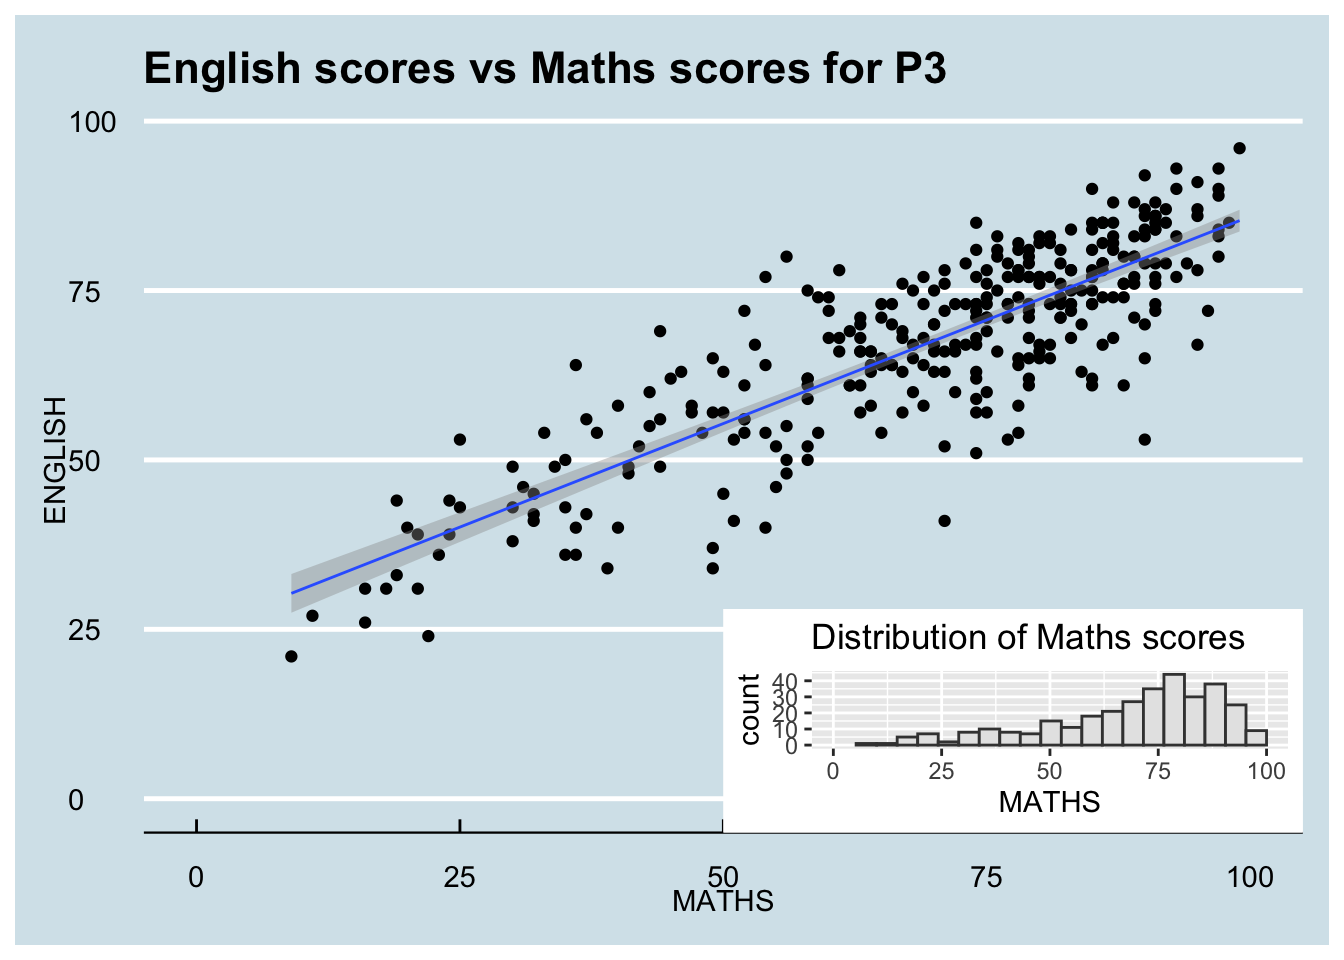 English scores vs Maths scores for P3
100
75
50
25
0
ENGLISH
0 25 50 75 100
MATHS
Distribution of Maths scores
count
40
30
20
10
0
0 25 50 75 100
MATHS